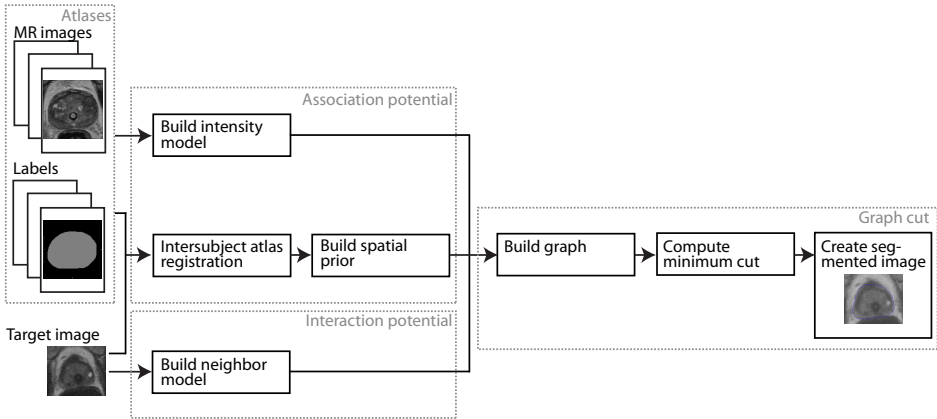 Atlases
MR images
Association potential
Build intensity
model
Labels
Graph cut
Intersubject atlas
registration
Build spatial
prior
Build graph
Compute
minimum cut
Create seg-
mented image
Interaction potential
Target image
Build neighbor
model